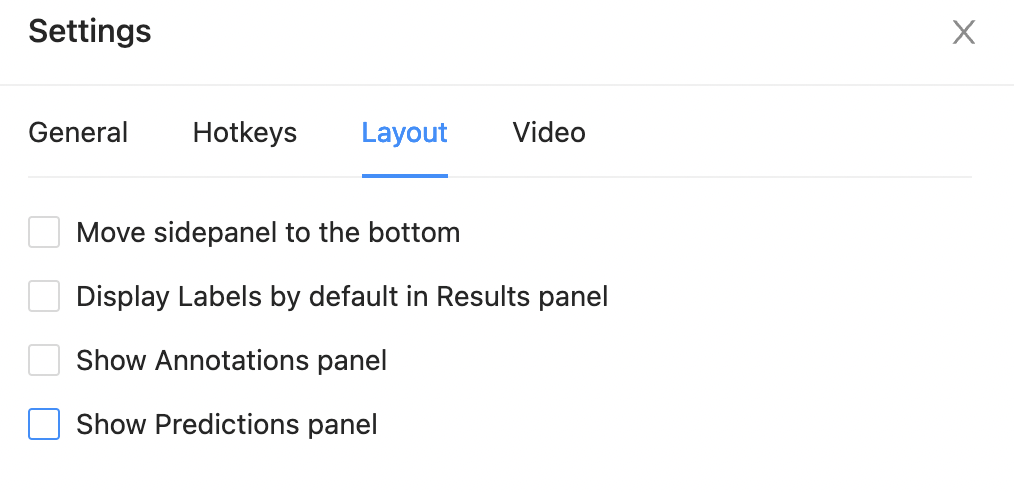 Settings
General Hotkeys Layout Video
Move sidepanel to the bottom
Display Labels by default in Results panel
Show Annotations panel
Show Predictions panel